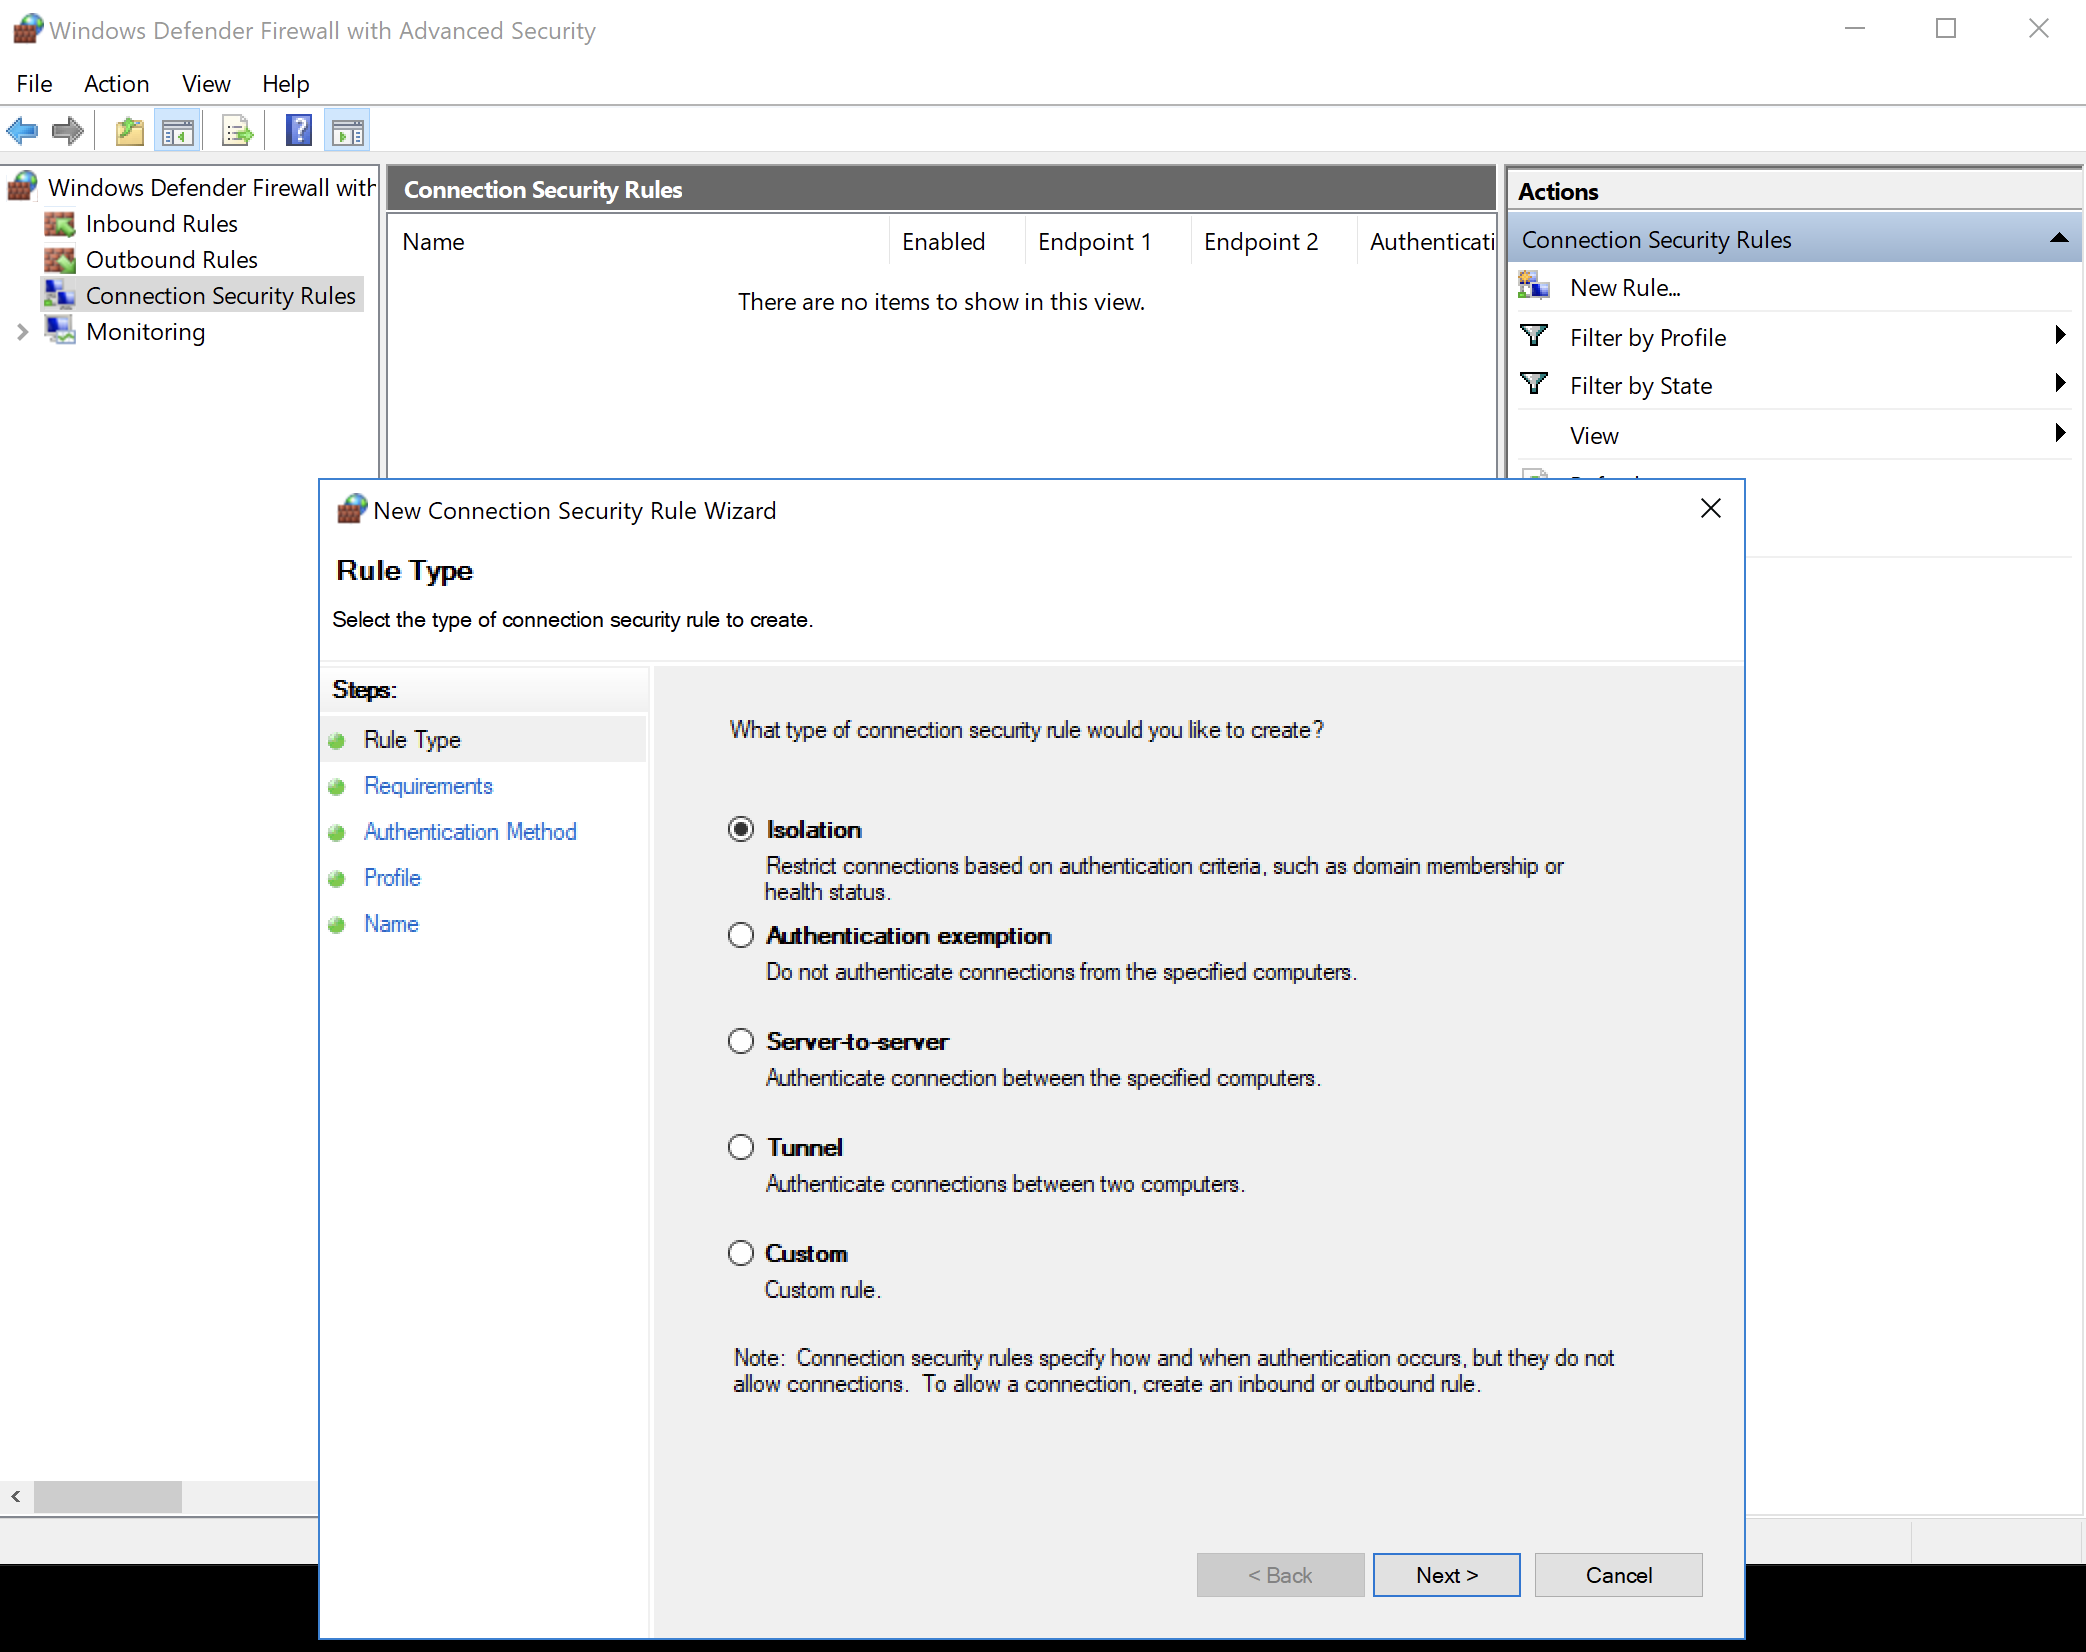 Windows Defender Firewall with Advanced Security
File Action View Help
Windows Defender Firewall with
Inbound Rules
Outbound Rules
Connection Security Rules
Monitoring
Connection Security Rules
Name Enabled Endpoint 1 Endpoint 2 Authenticati
There are no items to show in this view.
Actions
Connection Security Rules
New Rule...
Filter by Profile
Filter by State
View
New Connection Security Rule Wizard
Rule Type
Select the type of connection security rule to create.
Steps:
Rule Type
Requirements
Authentication Method
Profile
Name
What type of connection security rule would you like to create?
Isolation
Restrict connections based on authentication criteria, such as domain membership or
health status.
Authentication exemption
Do not authenticate connections from the specified computers.
Server-to-server
Authenticate connection between the specified computers.
Tunnel
Authenticate connections between two computers.
Custom
Custom rule.
Note: Connection security rules specify how and when authentication occurs, but they do not
allow connections. To allow a connection, create an inbound or outbound rule.
< Back Next > Cancel